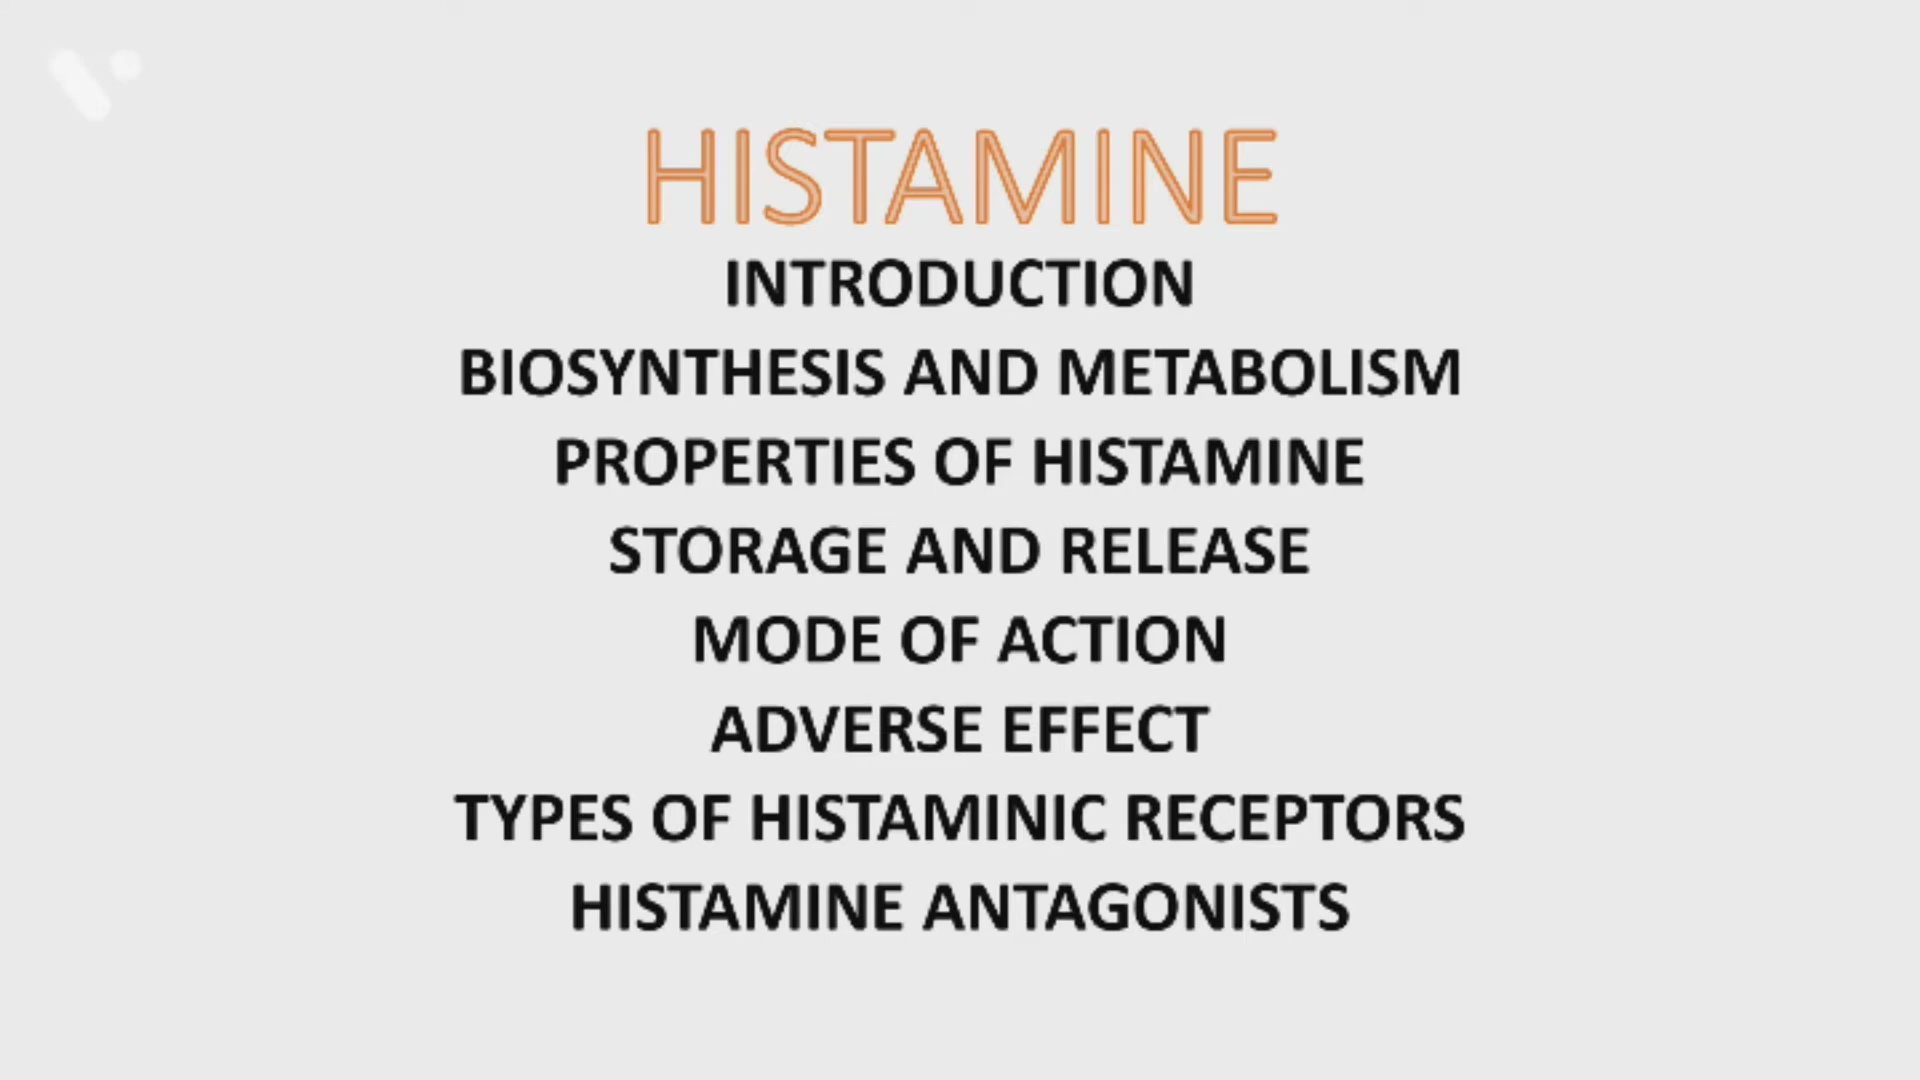 HISTAMINE
INTRODUCTION
BIOSYNTHESIS AND METABOLISM
PROPERTIES OF HISTAMINE
STORAGE AND RELEASE
MODE OF ACTION
ADVERSE EFFECT
TYPES OF HISTAMINIC RECEPTORS
HISTAMINE ANTAGONISTS